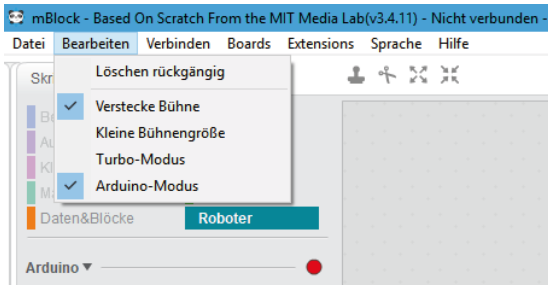 mBlock - Based On Scratch From the MIT Media Lab(v3.4.11) - Nicht verbunden -
Datei Bearbeiten Verbinden Boards Extensions Sprache Hilfe
Skr
Löschen rückgängig
Verstecke Bühne
Kleine Bühnengröße
Turbo-Modus
Arduino-Modus
Daten&Blöcke Roboter
Arduino